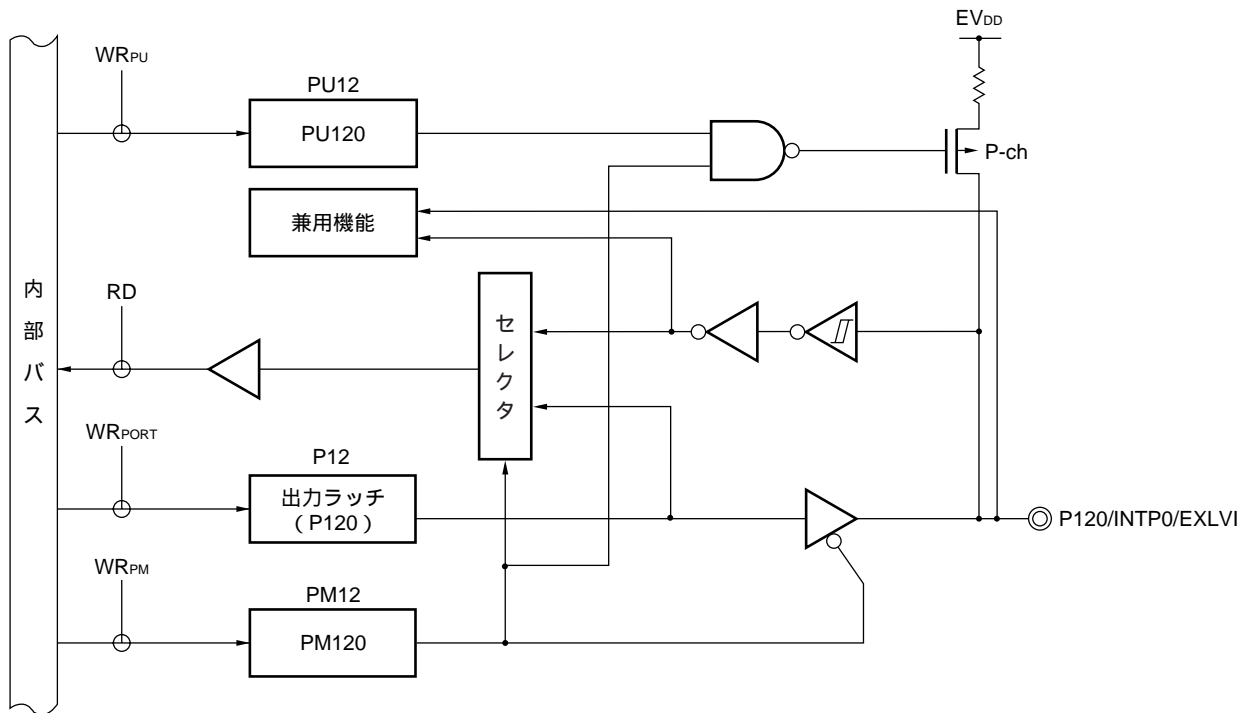 EVDD
WRPU
PU12
PU120
P-ch
兼用機能
内部バス
RD
セレクタ
WRPORT
P12
出力ラッチ
（P120）
P120/INTP0/EXLVI
WRPM
PM12
PM120